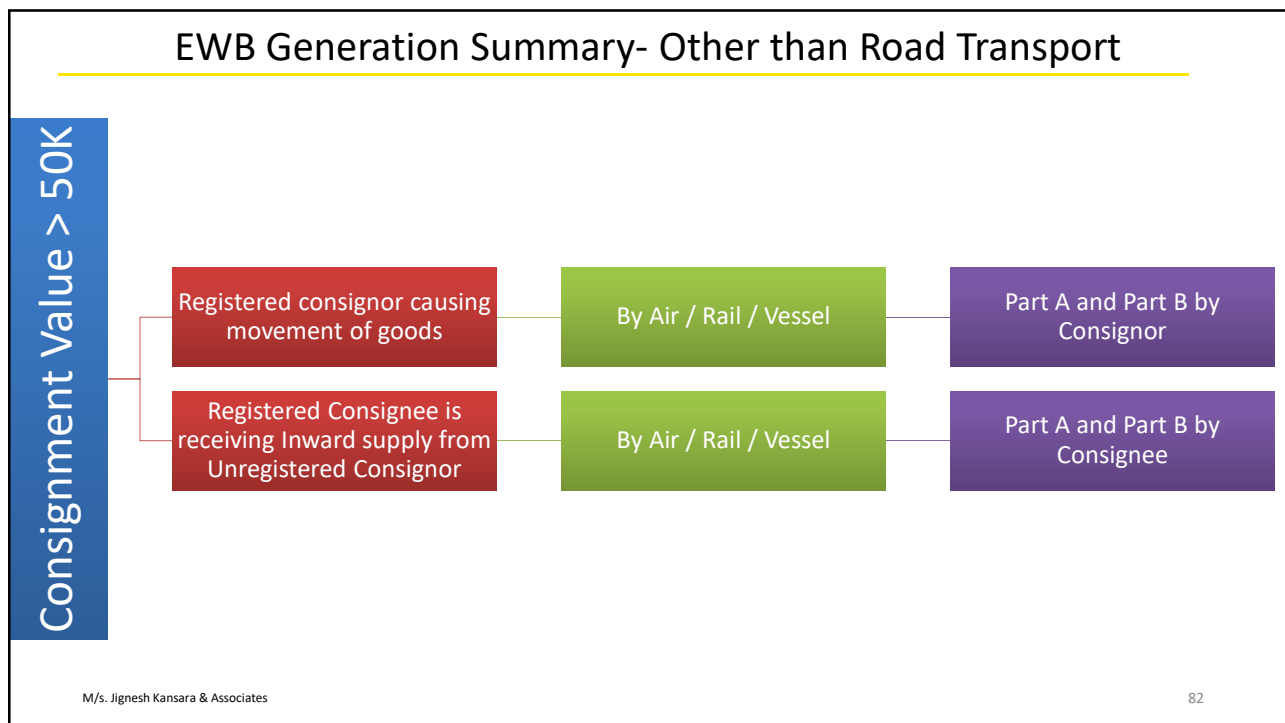 EWB Generation Summary- Other than Road Transport
Consignment Value > 50K
Registered consignor causing
movement of goods
By Air / Rail / Vessel
Part A and Part B by
Consignor
Registered Consignee is
receiving Inward supply from
Unregistered Consignor
By Air / Rail / Vessel
Part A and Part B by
Consignee
M/s. Jignesh Kansara & Associates
82